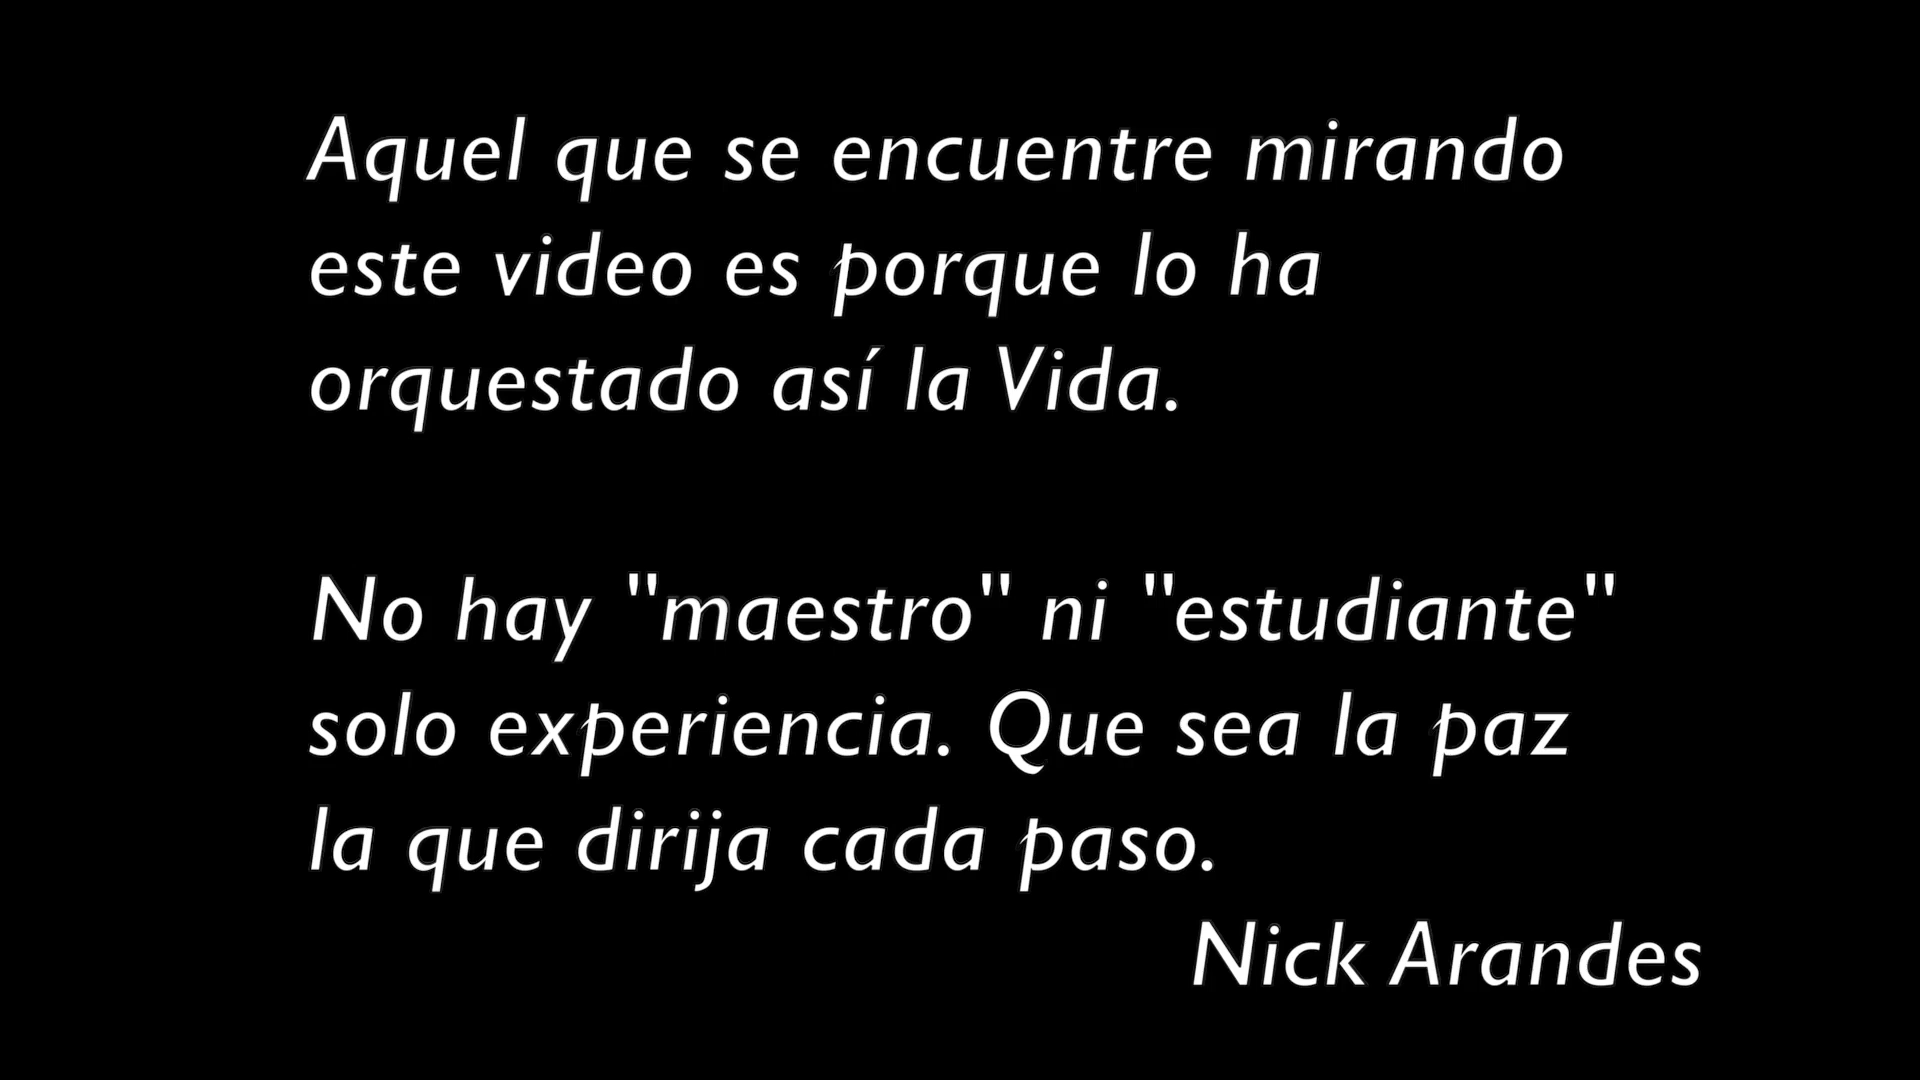 Aquel que se encuentre mirando
este video es porque lo ha
orquestado así la Vida.
No hay "maestro" ni "estudiante"
solo experiencia. Que sea la paz
la que dirija cada paso.
Nick Arandes